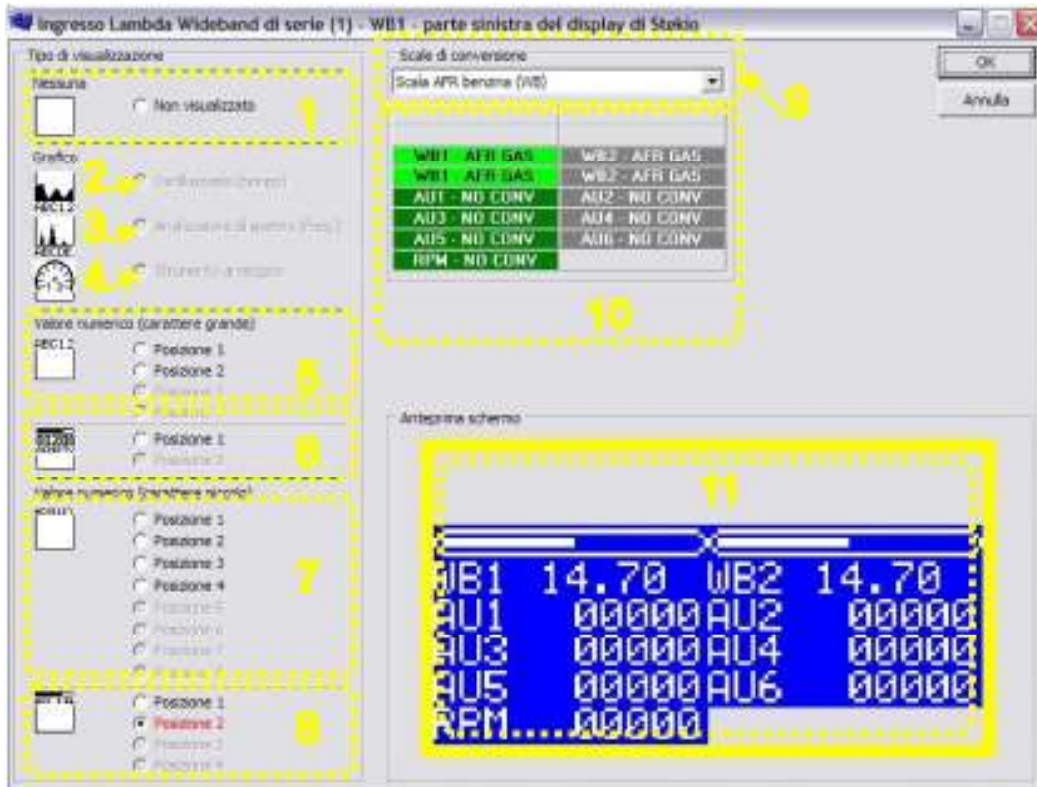 Ingresso Lambda Wideband di serie (1) - WB1 - parte sinistra del display di Stekio
Tipo di visualizzazione
Nessuna
Non visualizzato
1
Grafico
2
3
4
Valore numerico (carattere grande)
Posizione 1
Posizione 2
5
Posizione 1
6
Valore numerico (carattere piccolo)
Posizione 1
Posizione 2
Posizione 3
Posizione 4
7
Posizione 1
Posizione 2
8
Scale di conversione
Scala AFR benzina (WB)
9
OK
Annulla
WB1 - AFR GAS WB2 - AFR GAS
WB1 - AFR GAS WB2 - AFR GAS
AU1 - NO CONV AU2 - NO CONV
AU3 - NO CONV AU4 - NO CONV
AU5 - NO CONV AU6 - NO CONV
RPM - NO CONV
10
Anteprima schermo
11
WB1 14.70 WB2 14.70
AU1 00000 AU2 00000
AU3 00000 AU4 00000
AU5 00000 AU6 00000
RPM 00000